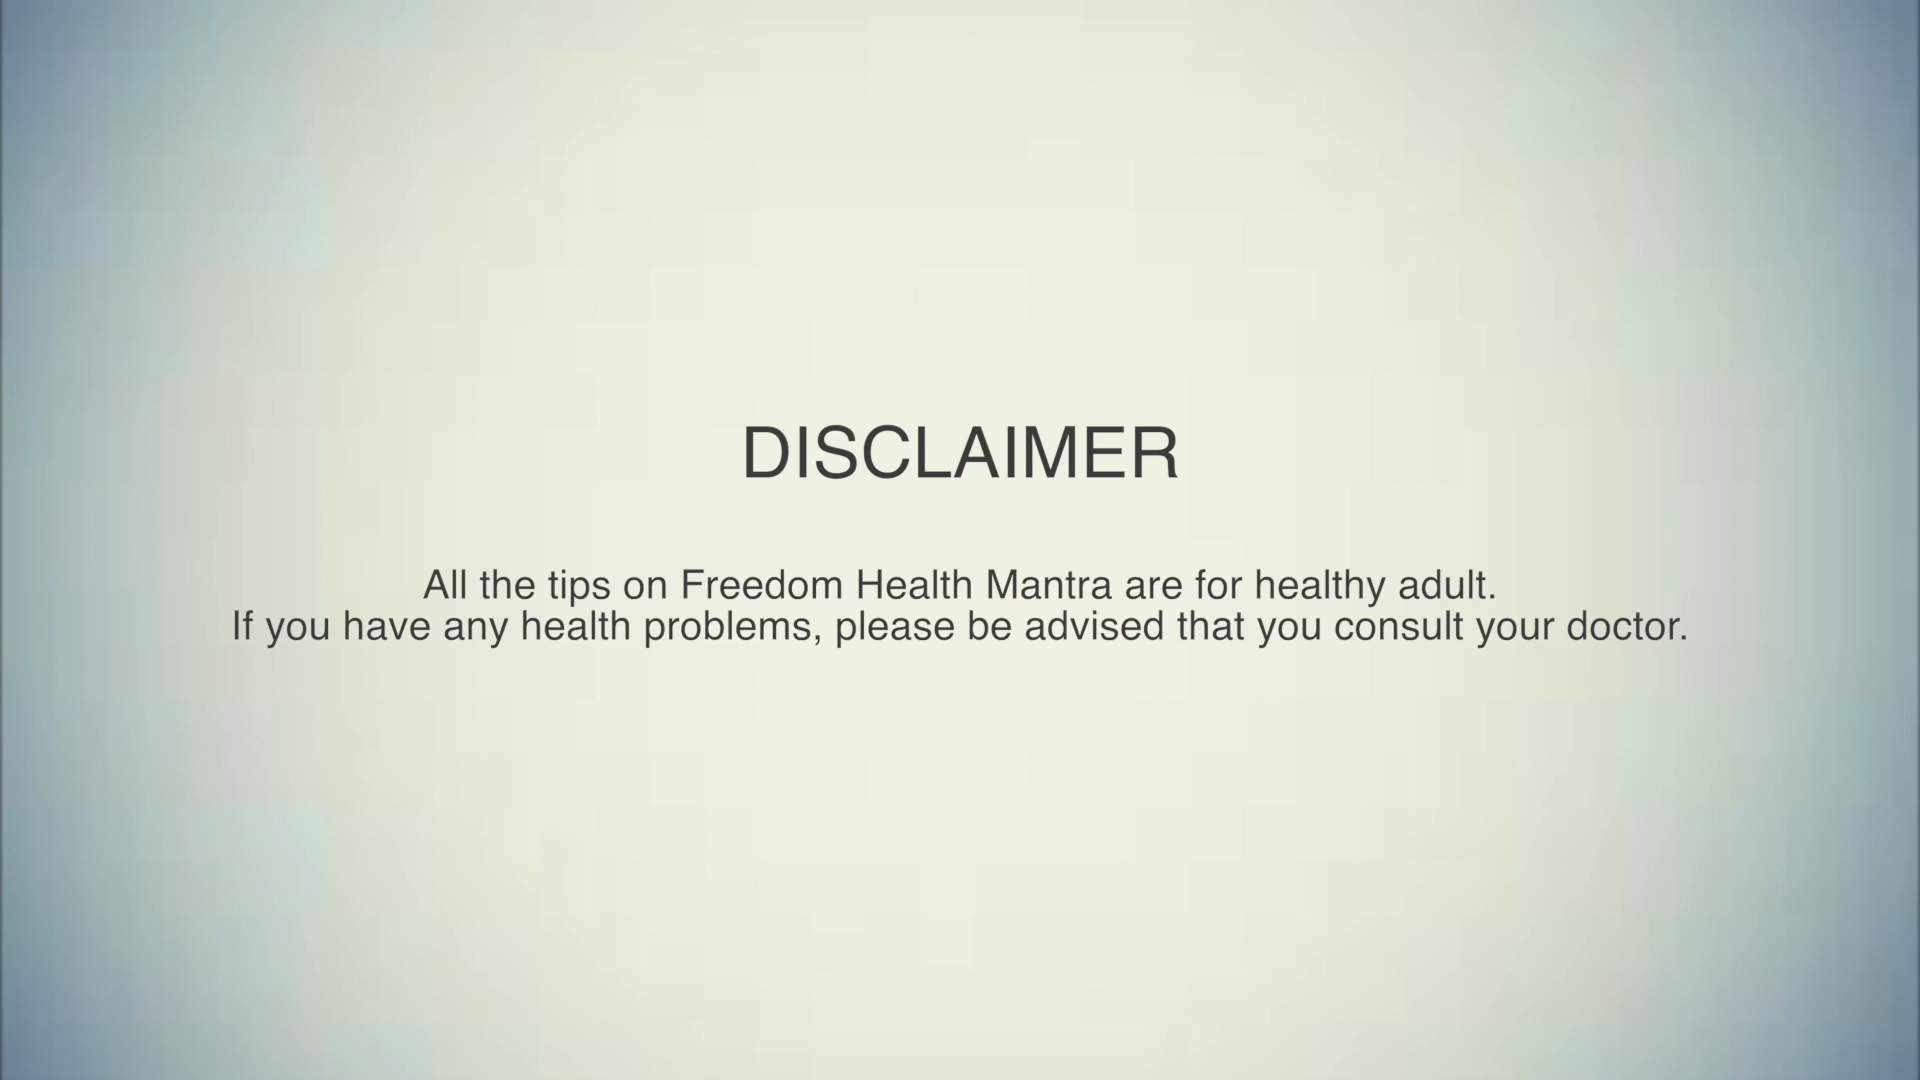 DISCLAIMER
All the tips on Freedom Health Mantra are for healthy adult.
If you have any health problems, please be advised that you consult your doctor.